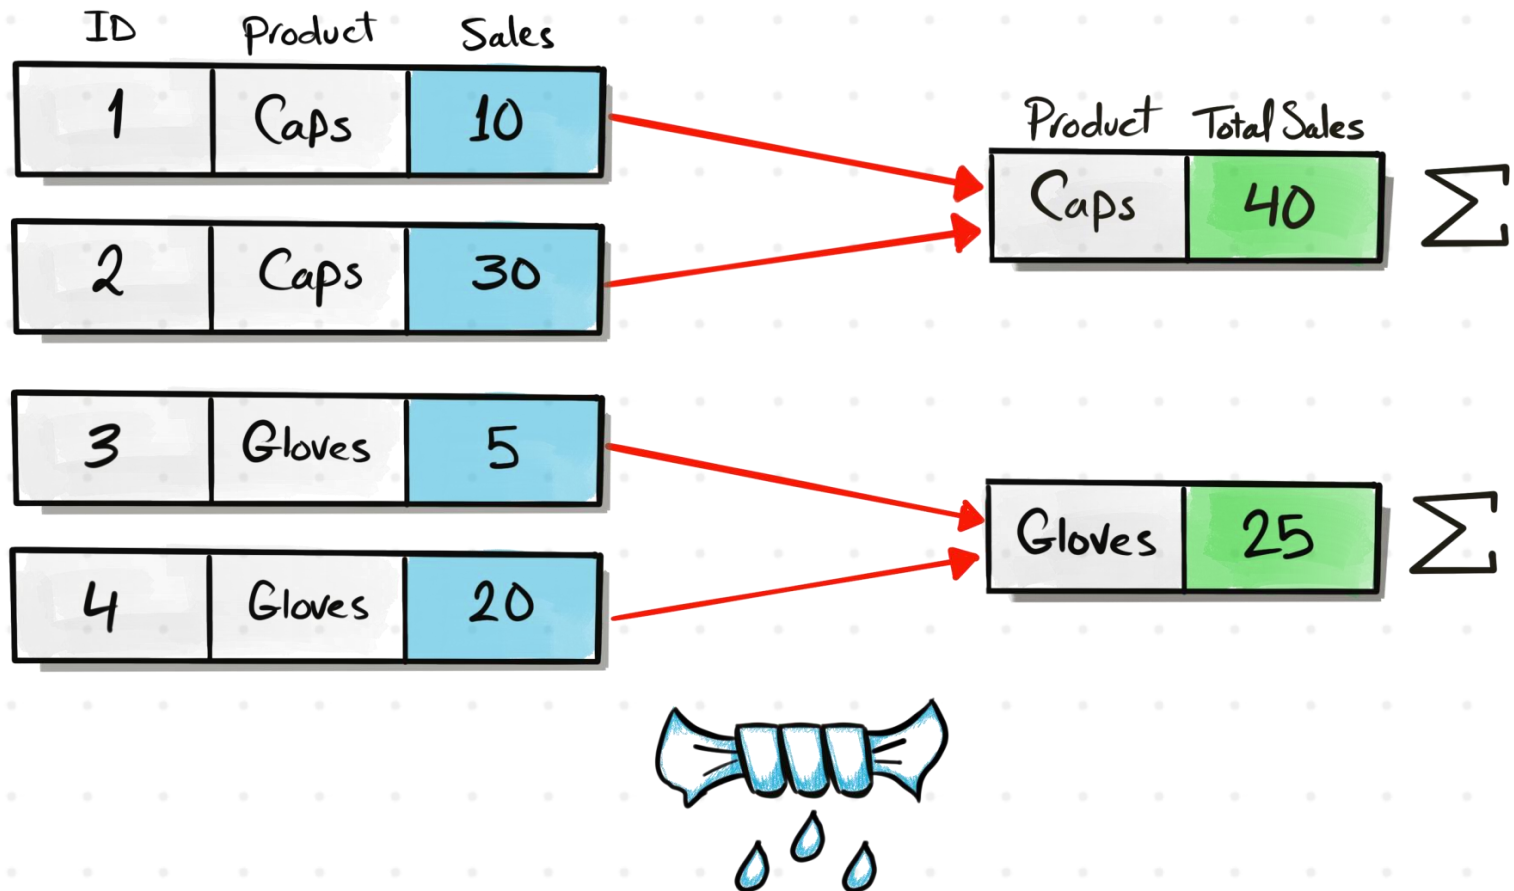 ID Product Sales
1 Caps 10
2 Caps 30
3 Gloves 5
4 Gloves 20
Product Total Sales
Caps 40 Σ
Gloves 25 Σ